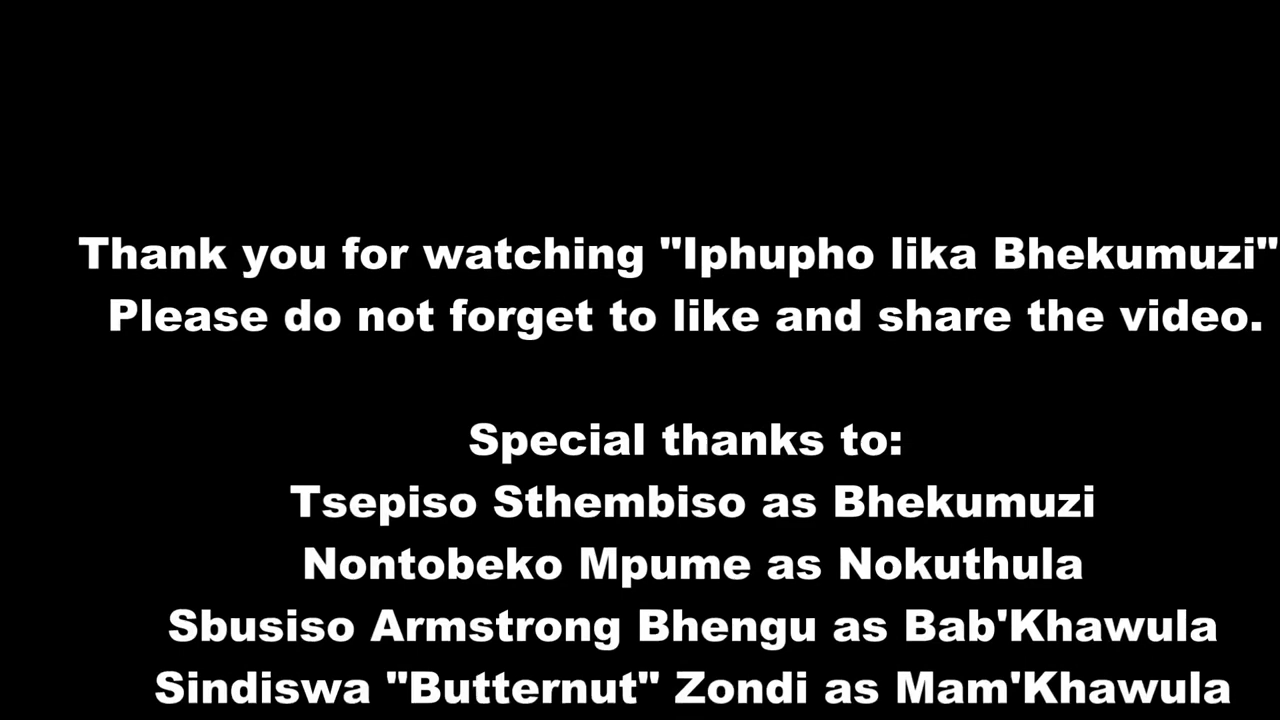 Thank you for watching "Iphupho lika Bhekumuzi"
Please do not forget to like and share the video.
Special thanks to:
Tsepiso Sthembiso as Bhekumuzi
Nontobeko Mpume as Nokuthula
Sbusiso Armstrong Bhengu as Bab'Khawula
Sindiswa "Butternut" Zondi as Mam'Khawula